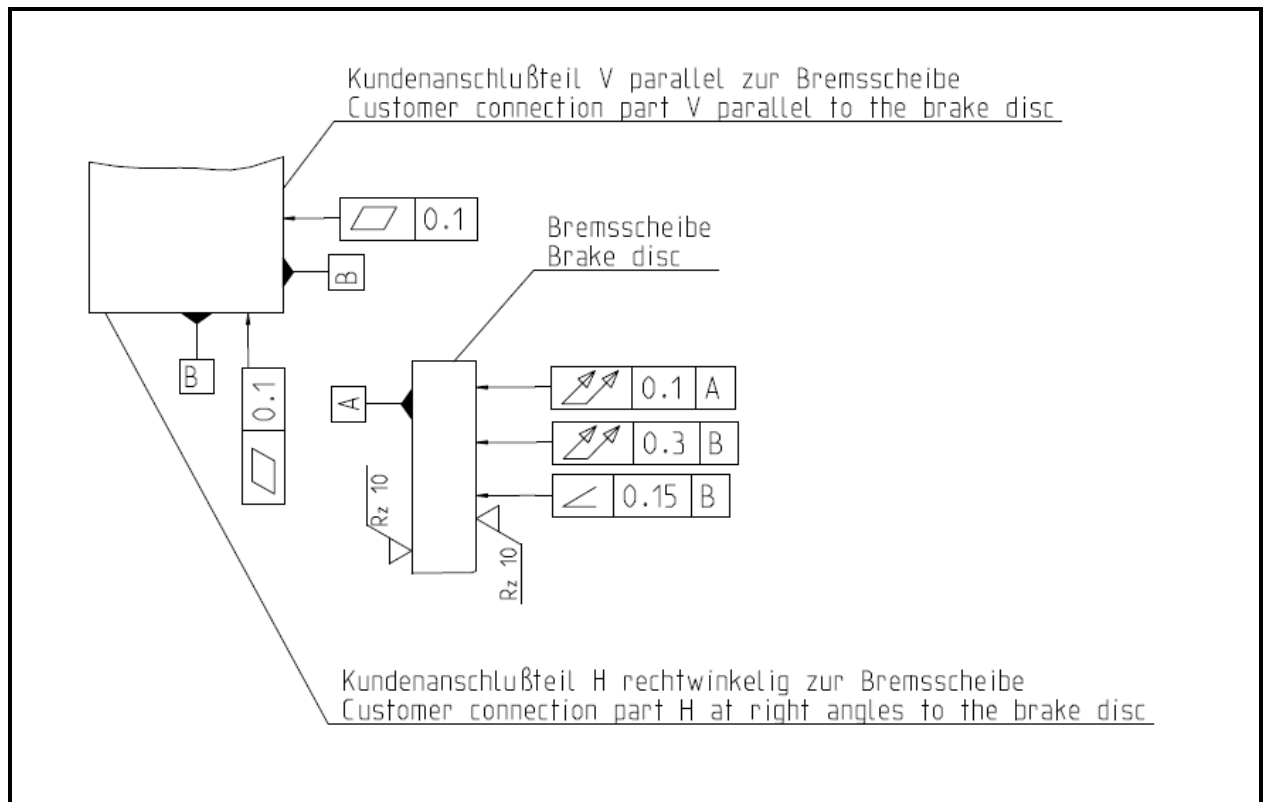 Kundenanschlußteil V parallel zur Bremsscheibe
Customer connection part V parallel to the brake disc
0.1
B
Bremsscheibe
Brake disc
B
0.1
A
0.1 A
0.3 B
0.15 B
Rz 10
Rz 10
Kundenanschlußteil H rechtwinkelig zur Bremsscheibe
Customer connection part H at right angles to the brake disc